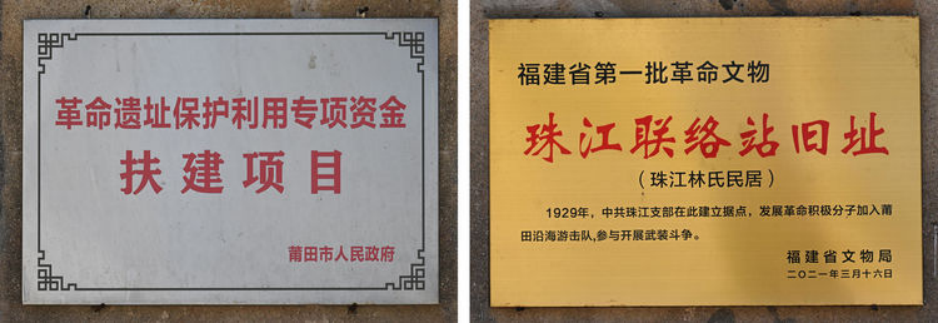 革命遗址保护利用专项资金
扶建项目
莆田市人民政府
福建省第一批革命文物
珠江联络站旧址
（珠江林氏民居）
1929年，中共珠江支部在此建立据点，发展革命积极分子加入莆
田沿海游击队,参与开展武装斗争。
福建省文物局
二〇二一年三月十六日